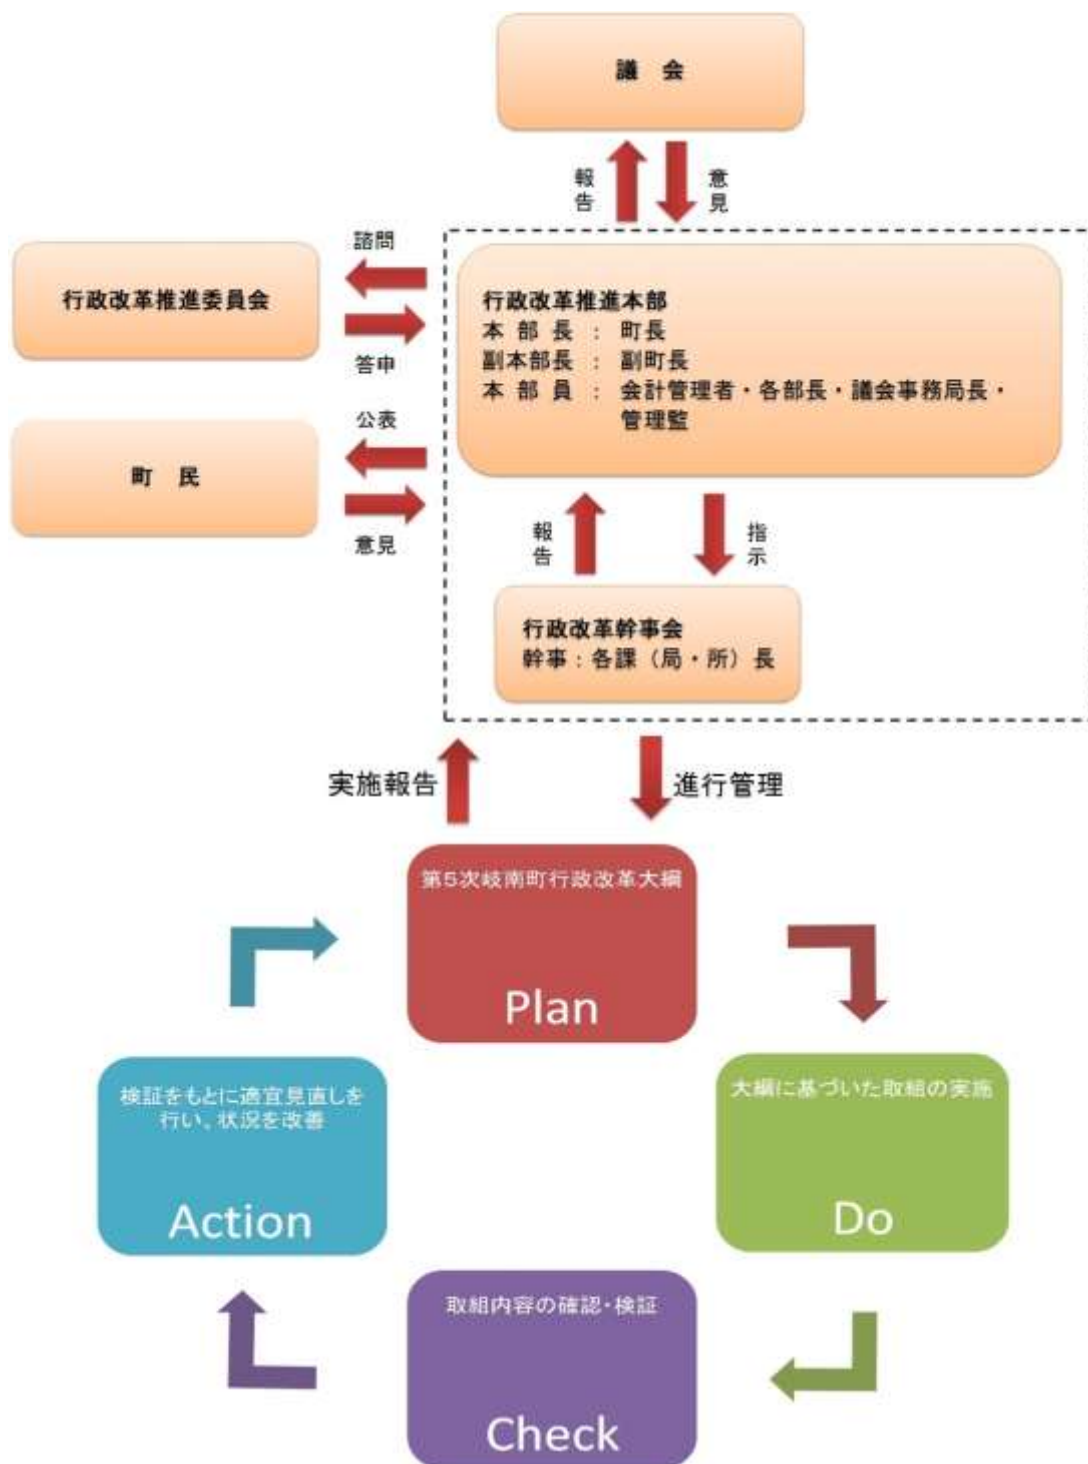 議　会
報告
意見
諮問
行政改革推進委員会
答申
公表
町　民
意見
行政改革推進本部
本 部 長 ： 町長
副本部長 ： 副町長
本 部 員 ： 会計管理者・各部長・議会事務局長・
管理監
報告
指示
行政改革幹事会
幹事：各課（局・所）長
実施報告
進行管理
第5次岐南町行政改革大綱
Plan
大綱に基づいた取組の実施
Do
取組内容の確認・検証
Check
検証をもとに適宜見直しを
行い、状況を改善
Action